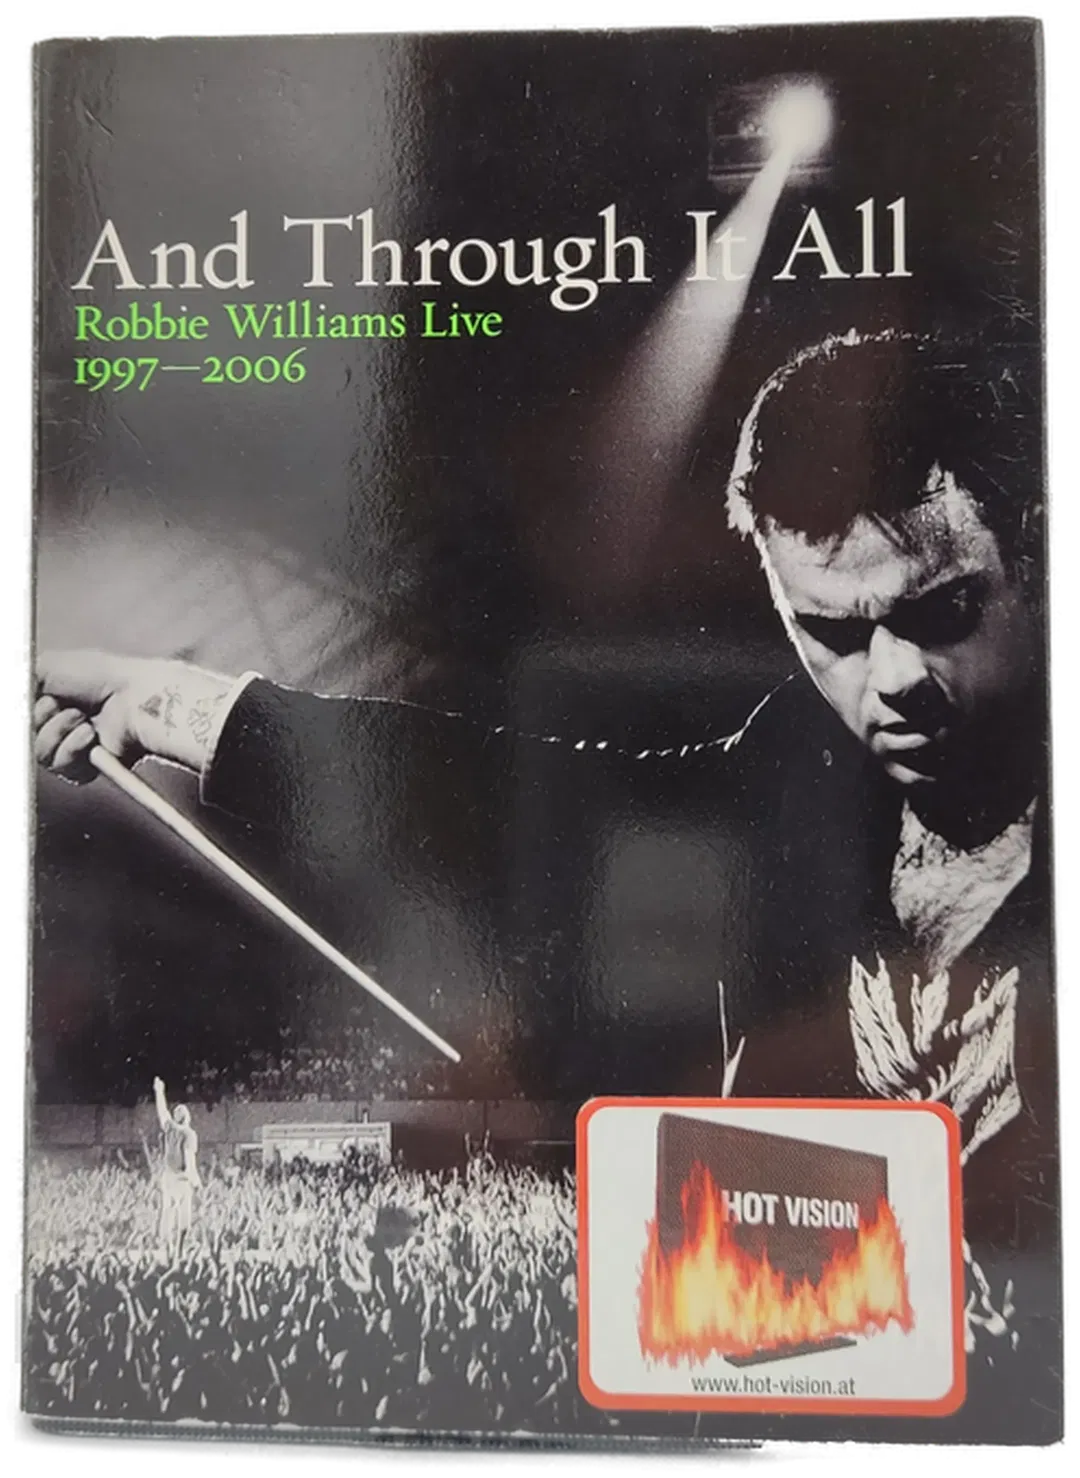 And Through It All
Robbie Williams Live
1997—2006
HOT VISION
www.hot-vision.at